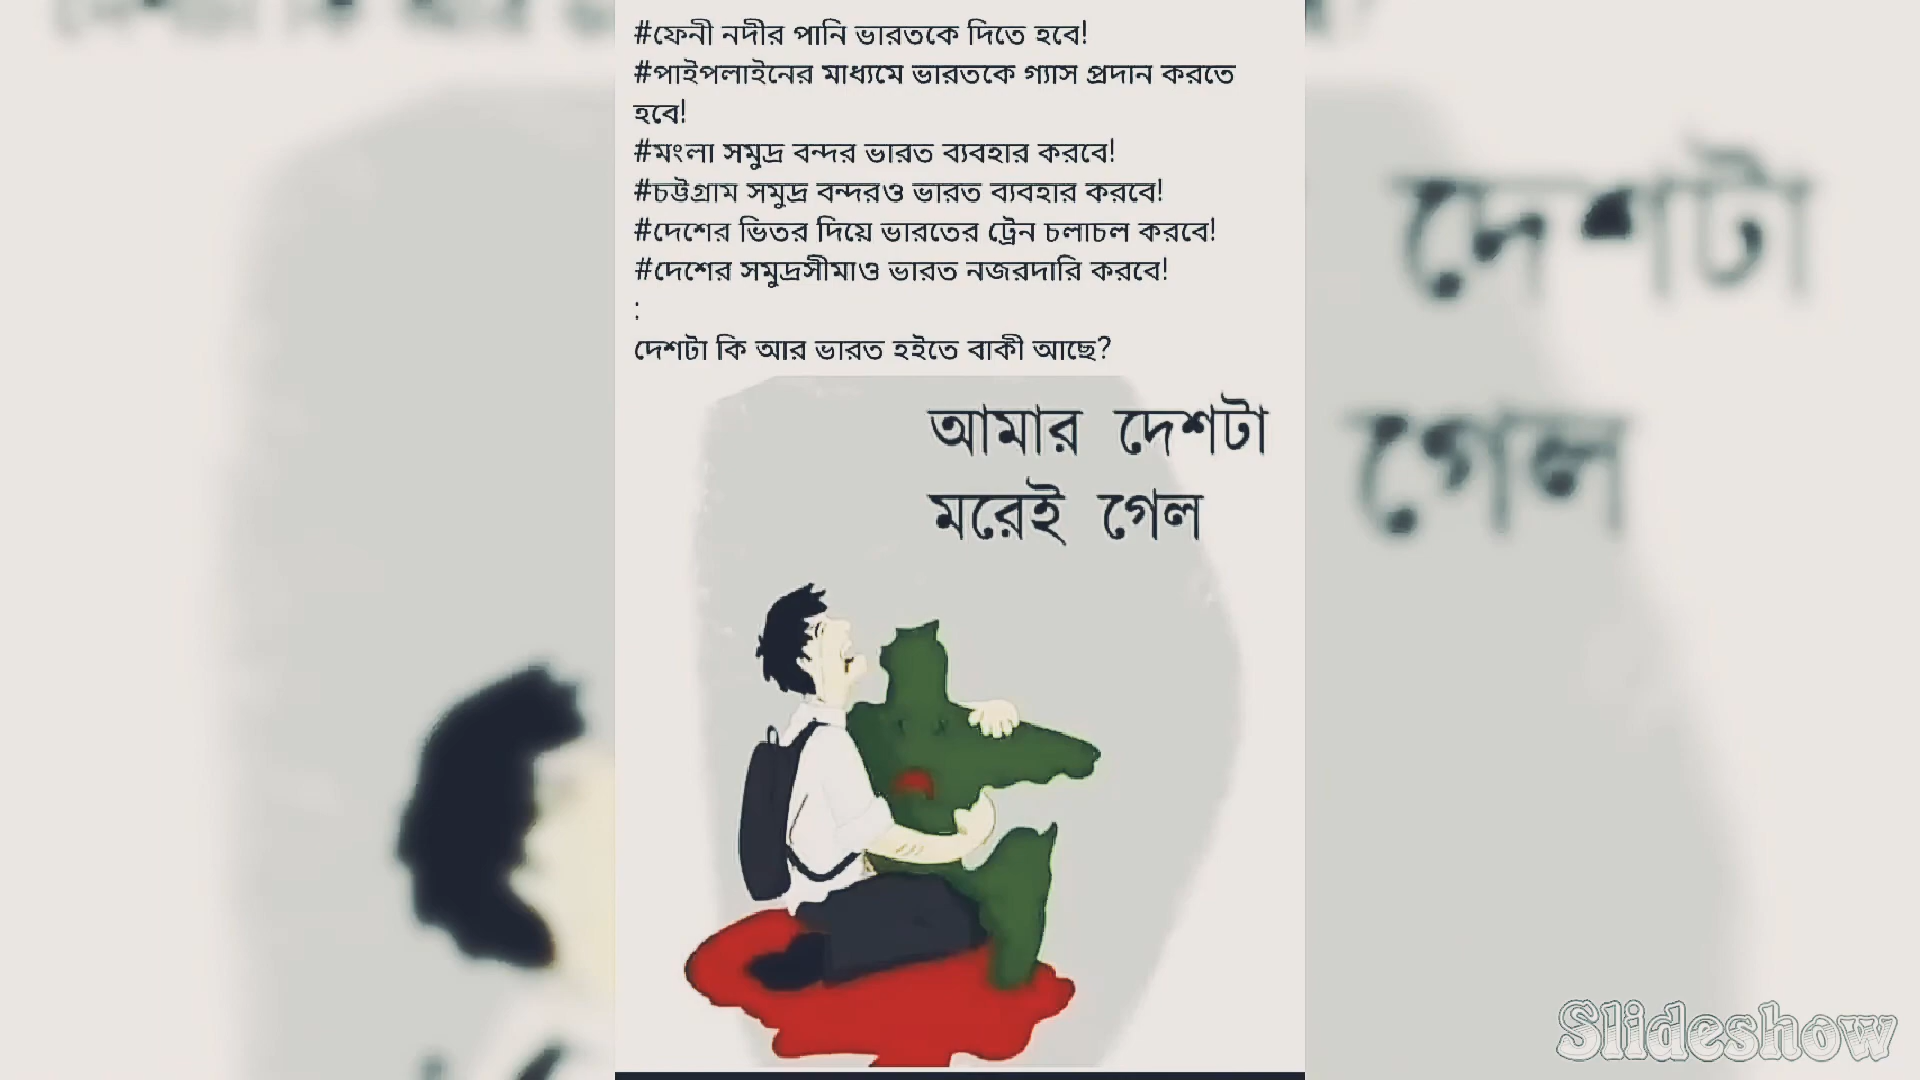 #ফেনী নদীর পানি ভারতকে দিতে হবে!
#পাইপলাইনের মাধ্যমে ভারতকে গ্যাস প্রদান করতে
হবে!
#মংলা সমুদ্র বন্দর ভারত ব্যবহার করবে!
#চট্টগ্রাম সমুদ্র বন্দরও ভারত ব্যবহার করবে!
#দেশের ভিতর দিয়ে ভারতের ট্রেন চলাচল করবে!
#দেশের সমুদ্রসীমাও ভারত নজরদারি করবে!
:
দেশটা কি আর ভারত হইতে বাকী আছে?
আমার দেশটা
মরেই গেল
দেশটা
গেল
Slideshow